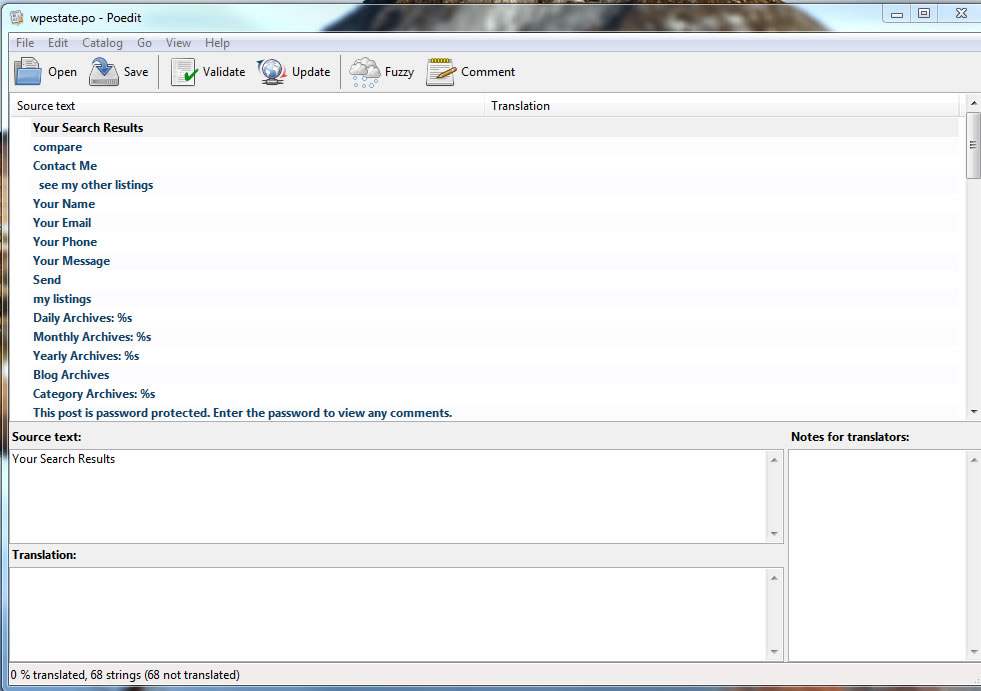 wpestate.po - Poedit
File Edit Catalog Go View Help
Open Save Validate Update Fuzzy Comment
Source text Translation
Your Search Results
compare
Contact Me
see my other listings
Your Name
Your Email
Your Phone
Your Message
Send
my listings
Daily Archives: %s
Monthly Archives: %s
Yearly Archives: %s
Blog Archives
Category Archives: %s
This post is password protected. Enter the password to view any comments.
Source text:
Your Search Results
Notes for translators:
Translation:
0 % translated, 68 strings (68 not translated)